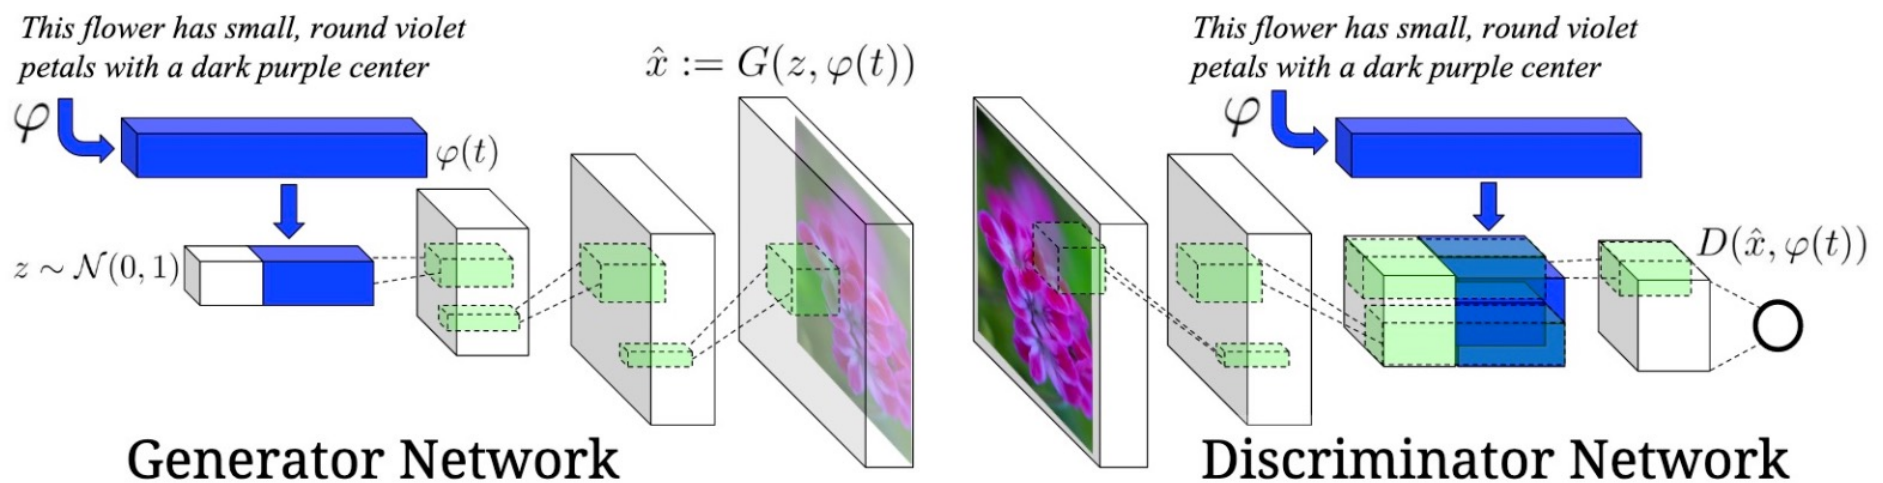 This flower has small, round violet
petals with a dark purple center
φ
φ(t)
z ∼ 𝒩(0, 1)
x̂ := G(z, φ(t))
Generator Network
This flower has small, round violet
petals with a dark purple center
φ
D(x̂, φ(t))
Discriminator Network